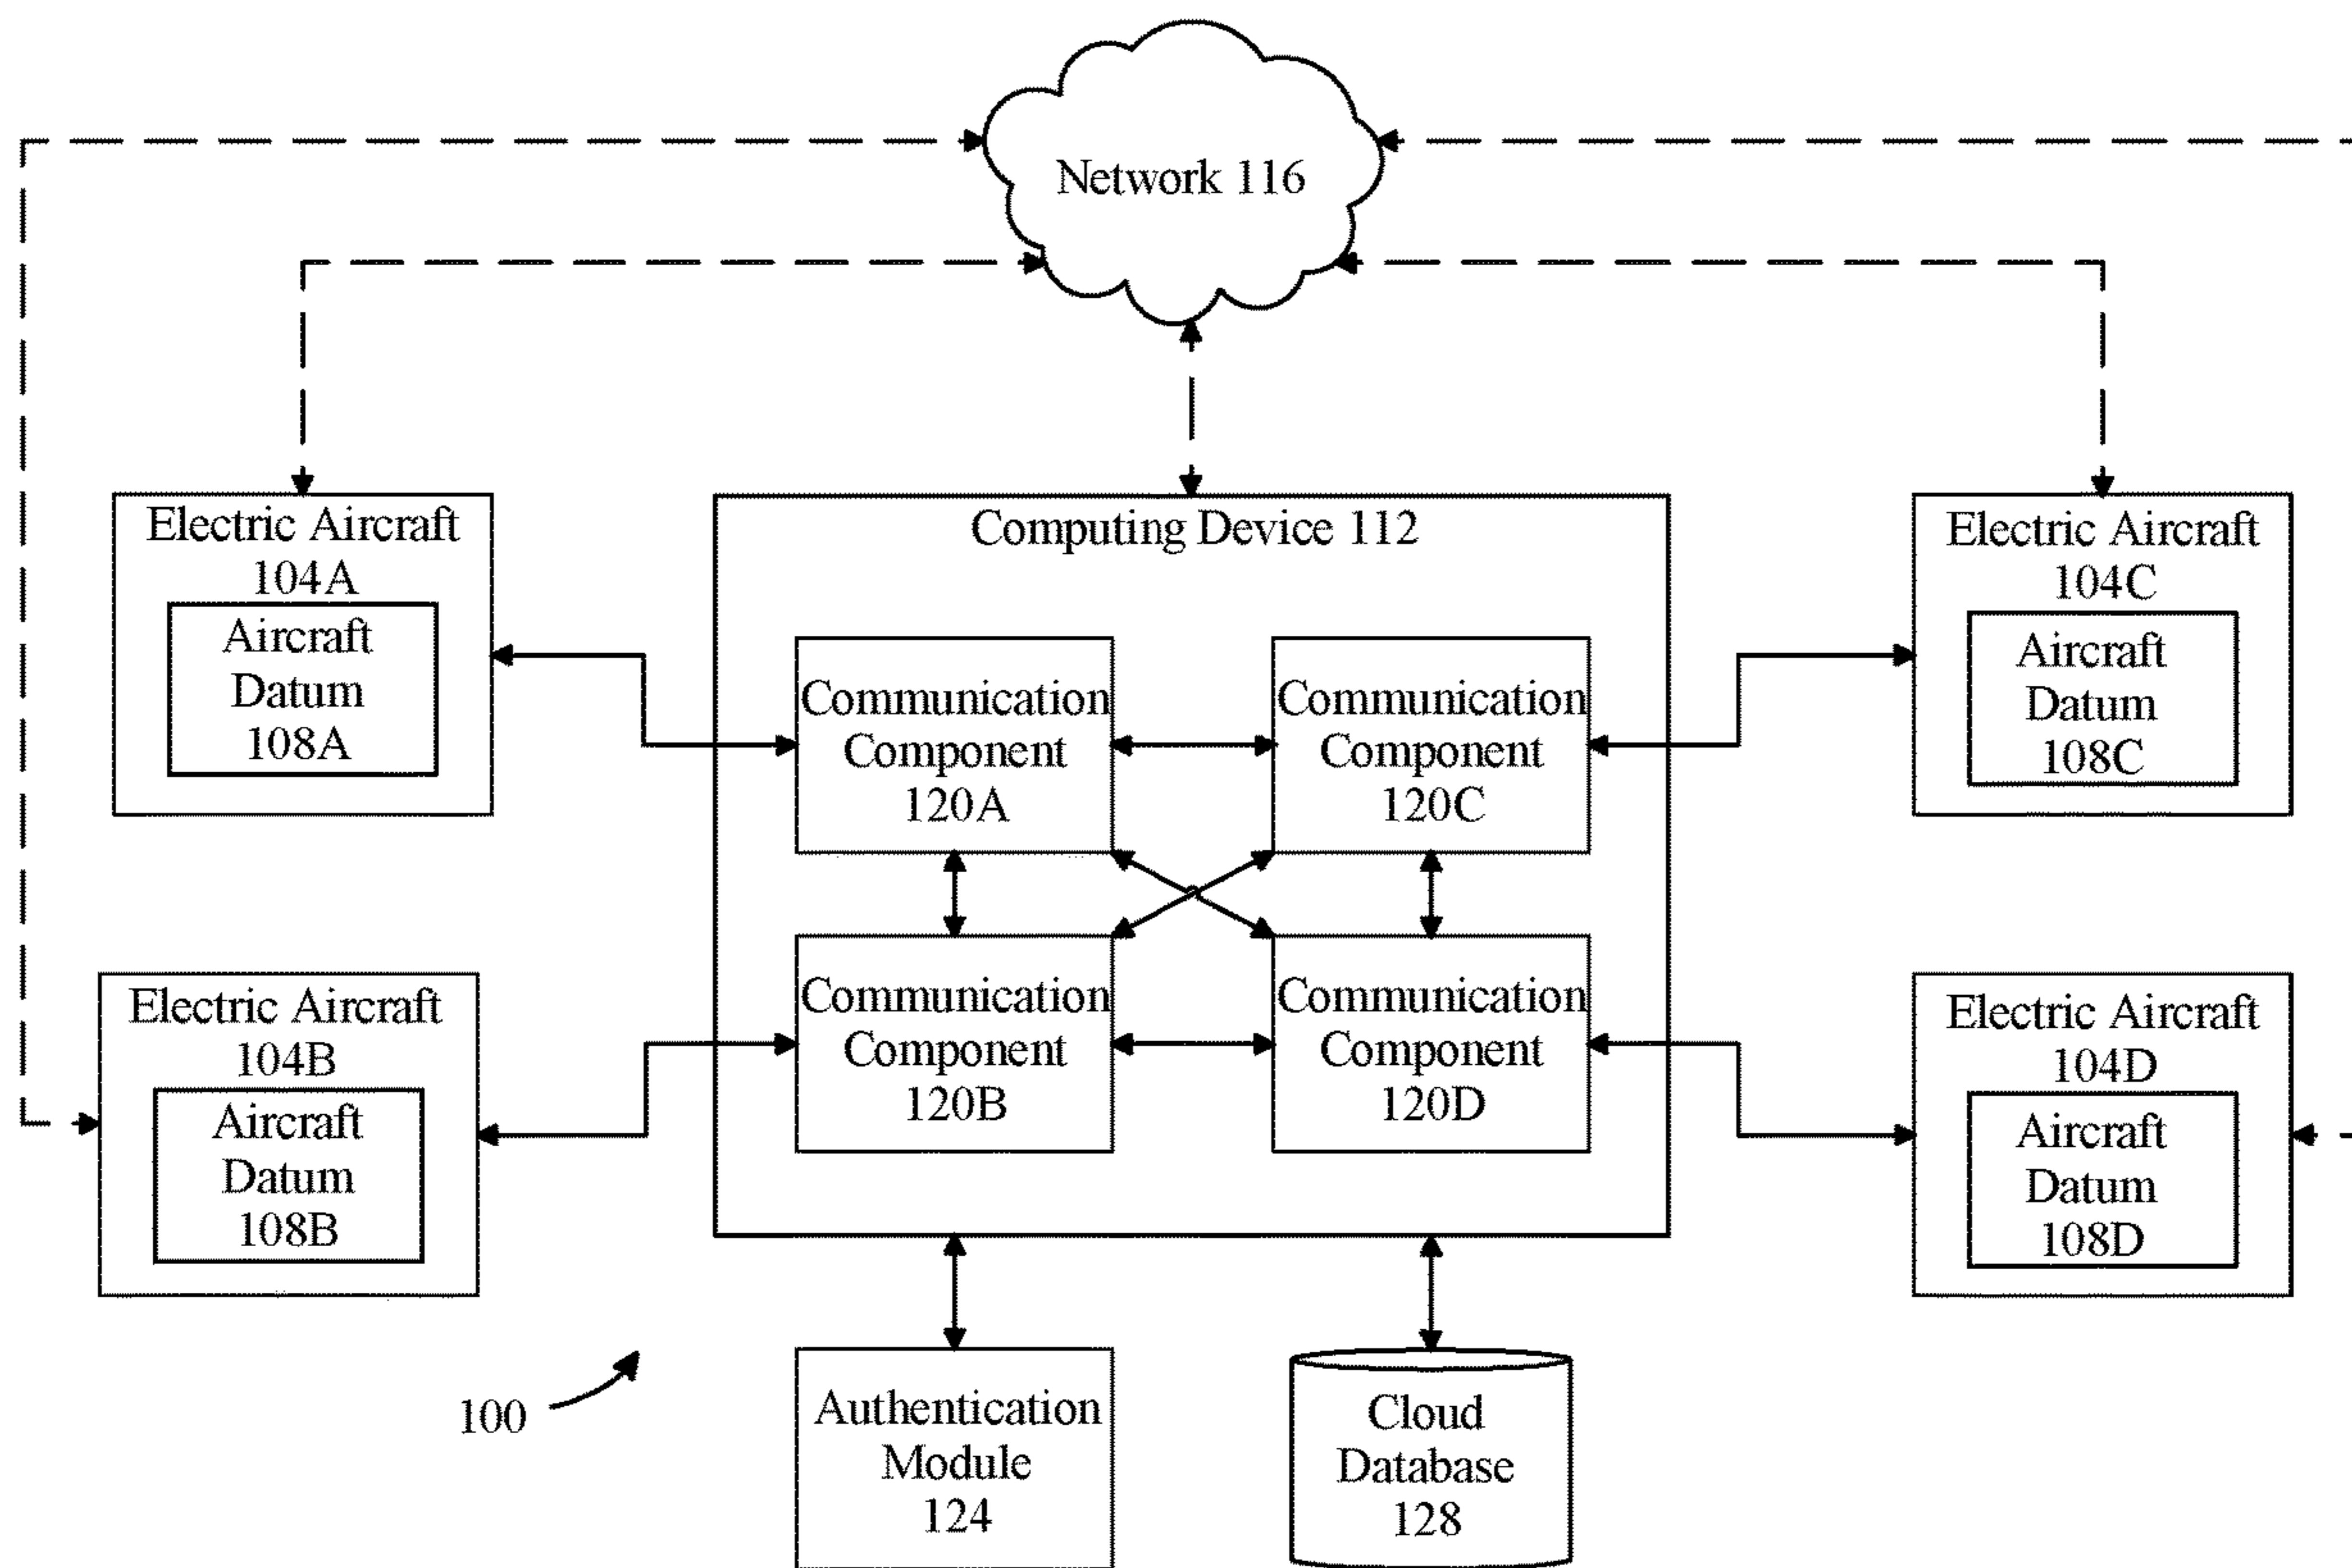 Network 116
Electric Aircraft
104A
Aircraft
Datum
108A
Computing Device 112
Communication
Component
120A
Communication
Component
120C
Electric Aircraft
104C
Aircraft
Datum
108C
Electric Aircraft
104B
Aircraft
Datum
108B
Communication
Component
120B
Communication
Component
120D
Electric Aircraft
104D
Aircraft
Datum
108D
100
Authentication
Module
124
Cloud
Database
128